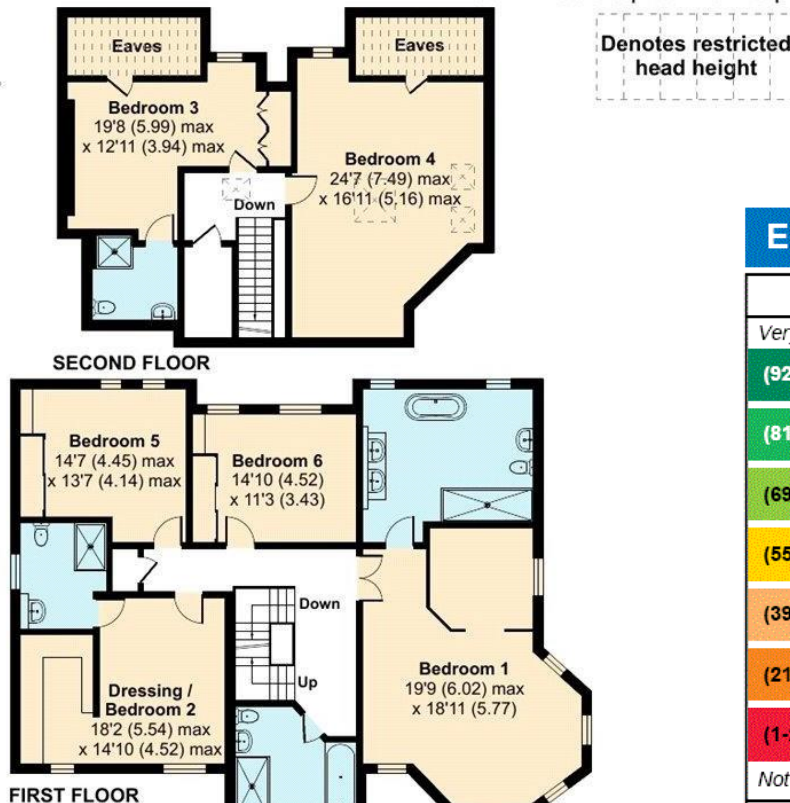 Denotes restricted
head height
Eaves
Eaves
Bedroom 3
19'8 (5.99) max
x 12'11 (3.94) max
Bedroom 4
24'7 (7.49) max
x 16'11 (5.16) max
Down
SECOND FLOOR
Bedroom 5
14'7 (4.45) max
x 13'7 (4.14) max
Bedroom 6
14'10 (4.52)
x 11'3 (3.43)
Down
Up
Bedroom 1
19'9 (6.02) max
x 18'11 (5.77)
Dressing /
Bedroom 2
18'2 (5.54) max
x 14'10 (4.52) max
FIRST FLOOR
E
Ver
(92
(81
(69
(55
(39
(21
(1-
Not